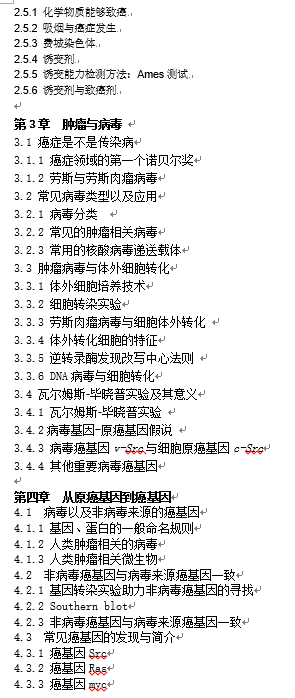 2.5.1 化学物质能够致癌
2.5.2 吸烟与癌症发生
2.5.3 费城染色体
2.5.4 诱变剂
2.5.5 诱变能力检测方法：Ames 测试
2.5.6 诱变剂与致癌剂
第 3 章 肿瘤与病毒
3.1 癌症是不是传染病
3.1.1 癌症领域的第一个诺贝尔奖
3.1.2 劳斯与劳斯肉瘤病毒
3.2 常见病毒类型以及应用
3.2.1 病毒分类
3.2.2 常见的肿瘤相关病毒
3.2.3 常用的核酸病毒递送载体
3.3 肿瘤病毒与体外细胞转化
3.3.1 体外细胞培养技术
3.3.2 细胞转染实验
3.3.3 劳斯肉瘤病毒与细胞体外转化
3.3.4 体外转化细胞的特征
3.3.5 逆转录酶发现改写中心法则
3.3.6 DNA 病毒与细胞转化
3.4 瓦尔姆斯-毕晓普实验及其意义
3.4.1 瓦尔姆斯-毕晓普实验
3.4.2 病毒基因-原癌基因假说
3.4.3 病毒癌基因 v-Src 与细胞原癌基因 c-Src
3.4.4 其他重要病毒癌基因
第四章 从原癌基因到癌基因
4.1 病毒以及非病毒来源的癌基因
4.1.1 基因、蛋白的一般命名规则
4.1.2 人类肿瘤相关的病毒
4.1.3 人类肿瘤相关微生物
4.2 非病毒癌基因与病毒来源癌基因一致
4.2.1 基因转染实验助力非病毒癌基因的寻找
4.2.2 Southern blot
4.2.3 非病毒癌基因与病毒来源癌基因一致
4.3 常见癌基因的发现与简介
4.3.1 癌基因 Src
4.3.2 癌基因 Ras
4.3.3 癌基因 myc